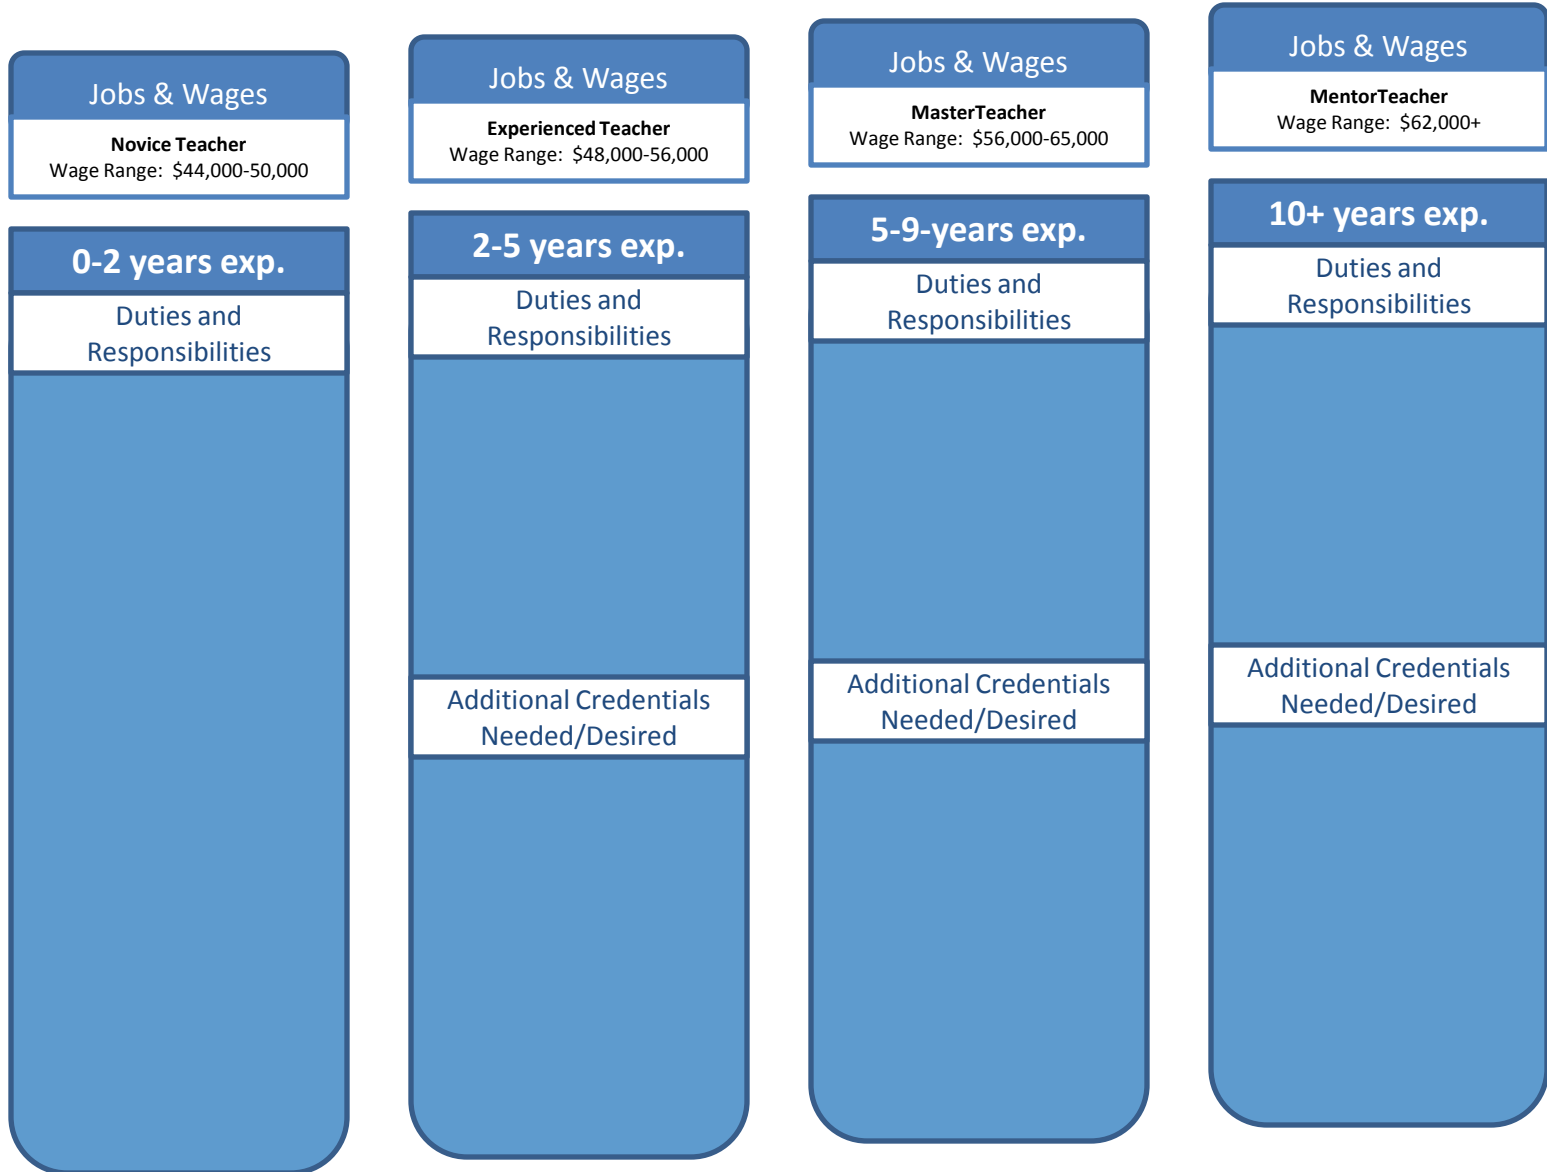 Jobs & Wages
Novice Teacher
Wage Range: $44,000-50,000
0-2 years exp.
Duties and
Responsibilities
Jobs & Wages
Experienced Teacher
Wage Range: $48,000-56,000
2-5 years exp.
Duties and
Responsibilities
Additional Credentials
Needed/Desired
Jobs & Wages
MasterTeacher
Wage Range: $56,000-65,000
5-9-years exp.
Duties and
Responsibilities
Additional Credentials
Needed/Desired
Jobs & Wages
MentorTeacher
Wage Range: $62,000+
10+ years exp.
Duties and
Responsibilities
Additional Credentials
Needed/Desired